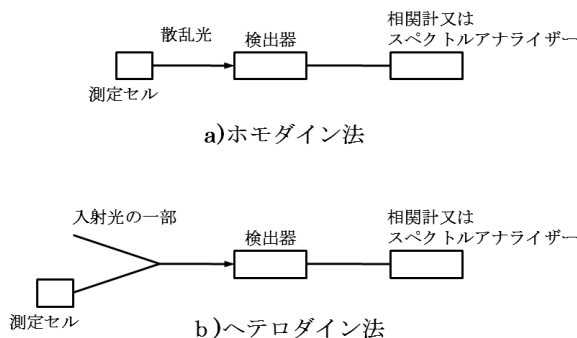 散乱光
検出器
相関計又は
スペクトルアナライザー
測定セル
a)ホモダイン法
入射光の一部
検出器
相関計又は
スペクトルアナライザー
測定セル
b)ヘテロダイン法